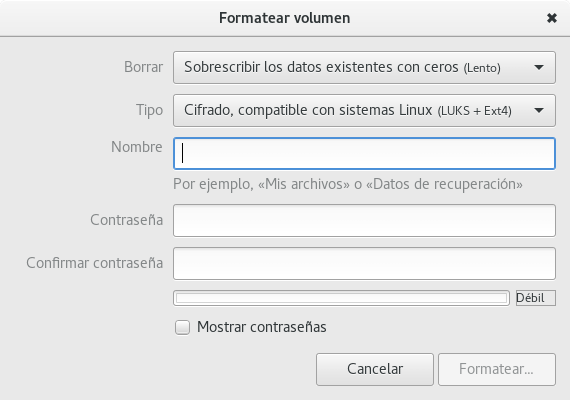 Formatear volumen
Borrar Sobrescribir los datos existentes con ceros (Lento)
Tipo Cifrado, compatible con sistemas Linux (LUKS + Ext4)
Nombre
Por ejemplo, «Mis archivos» o «Datos de recuperación»
Contraseña
Confirmar contraseña
Débil
Mostrar contraseñas
Cancelar Formatear...